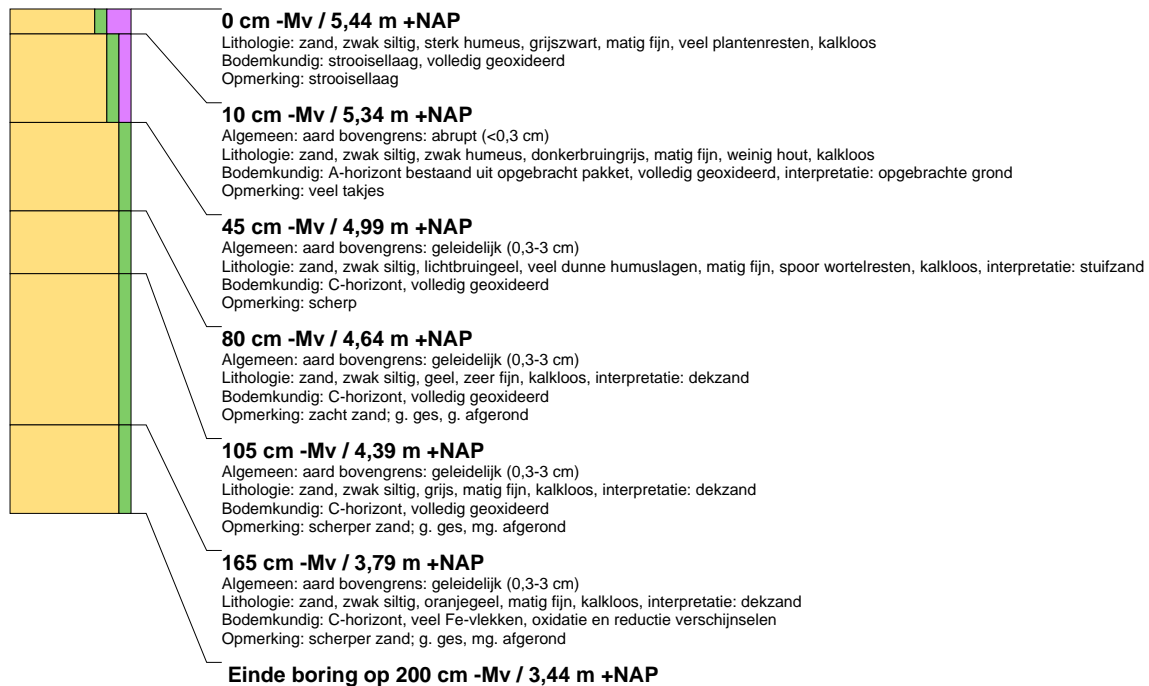 0 cm -Mv / 5,44 m +NAP
Lithologie: zand, zwak siltig, sterk humeus, grijszwart, matig fijn, veel plantenresten, kalkloos
Bodemkundig: strooisellaag, volledig geoxideerd
Opmerking: strooisellaag
10 cm -Mv / 5,34 m +NAP
Algemeen: aard bovengrens: abrupt (<0,3 cm)
Lithologie: zand, zwak siltig, zwak humeus, donkerbruingrijs, matig fijn, weinig hout, kalkloos
Bodemkundig: A-horizont bestaand uit opgebracht pakket, volledig geoxideerd, interpretatie: opgebrachte grond
Opmerking: veel takjes
45 cm -Mv / 4,99 m +NAP
Algemeen: aard bovengrens: geleidelijk (0,3-3 cm)
Lithologie: zand, zwak siltig, lichtbruingeel, veel dunne humuslagen, matig fijn, spoor wortelresten, kalkloos, interpretatie: stuifzand
Bodemkundig: C-horizont, volledig geoxideerd
Opmerking: scherp
80 cm -Mv / 4,64 m +NAP
Algemeen: aard bovengrens: geleidelijk (0,3-3 cm)
Lithologie: zand, zwak siltig, geel, zeer fijn, kalkloos, interpretatie: dekzand
Bodemkundig: C-horizont, volledig geoxideerd
Opmerking: zacht zand; g. ges, g. afgerond
105 cm -Mv / 4,39 m +NAP
Algemeen: aard bovengrens: geleidelijk (0,3-3 cm)
Lithologie: zand, zwak siltig, grijs, matig fijn, kalkloos, interpretatie: dekzand
Bodemkundig: C-horizont, volledig geoxideerd
Opmerking: scherper zand; g. ges, mg. afgerond
165 cm -Mv / 3,79 m +NAP
Algemeen: aard bovengrens: geleidelijk (0,3-3 cm)
Lithologie: zand, zwak siltig, oranjegeel, matig fijn, kalkloos, interpretatie: dekzand
Bodemkundig: C-horizont, veel Fe-vlekken, oxidatie en reductie verschijnselen
Opmerking: scherper zand; g. ges, mg. afgerond
Einde boring op 200 cm -Mv / 3,44 m +NAP